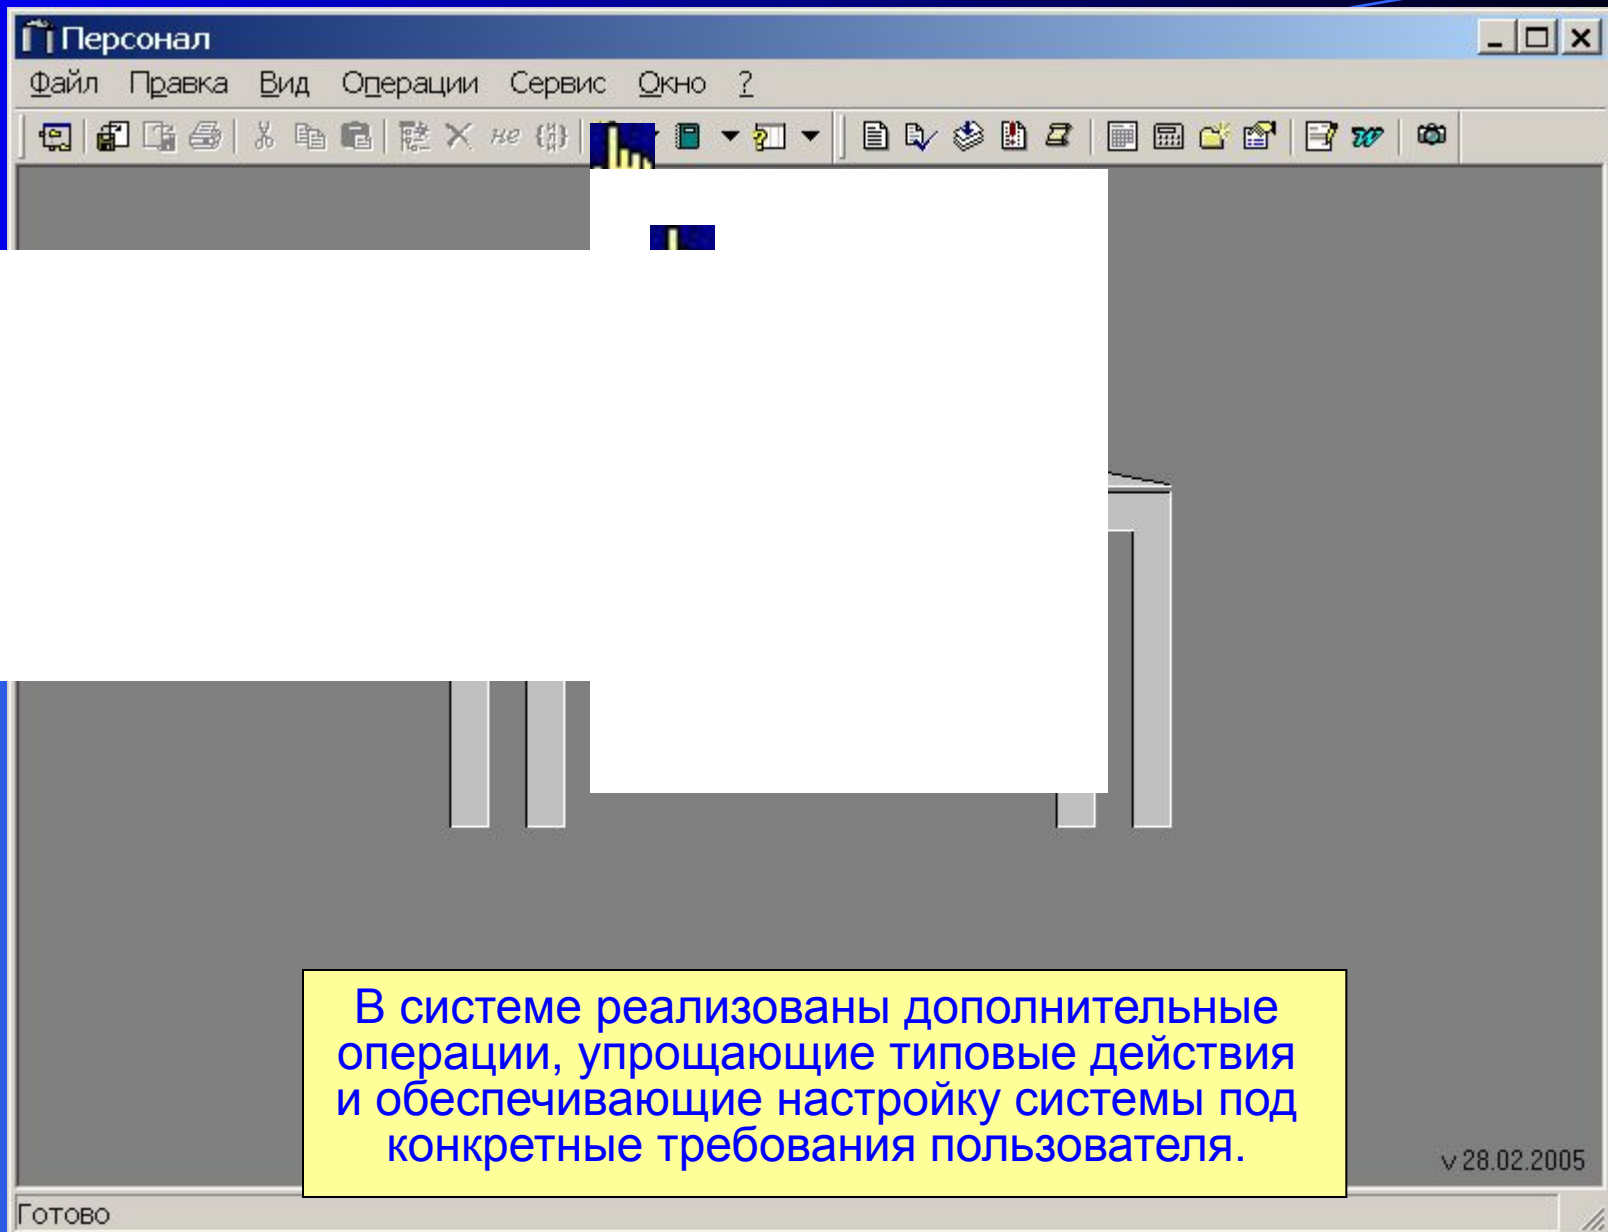 Персонал
Файл Правка Вид Операции Сервис Окно ?
не {#}
В системе реализованы дополнительные
операции, упрощающие типовые действия
и обеспечивающие настройку системы под
конкретные требования пользователя.
v 28.02.2005
Готово